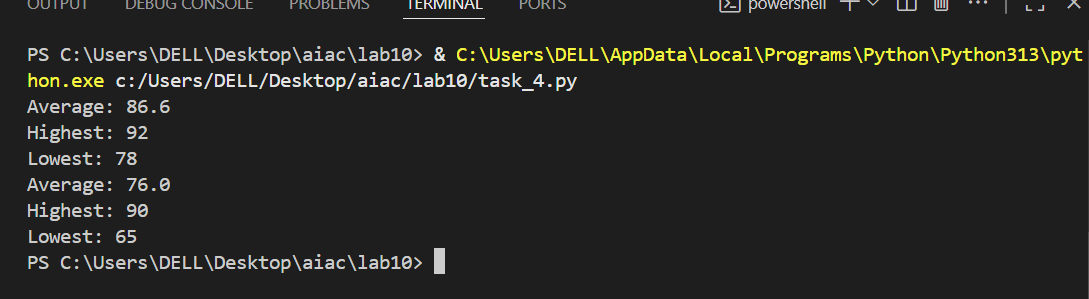 OUTPUT DEBUG CONSOLE PROBLEMS TERMINAL PORTS powershell
PS C:\Users\DELL\Desktop\aiac\lab10> & C:\Users\DELL\AppData\Local\Programs\Python\Python313\pyt
hon.exe c:/Users/DELL/Desktop/aiac/lab10/task_4.py
Average: 86.6
Highest: 92
Lowest: 78
Average: 76.0
Highest: 90
Lowest: 65
PS C:\Users\DELL\Desktop\aiac\lab10>